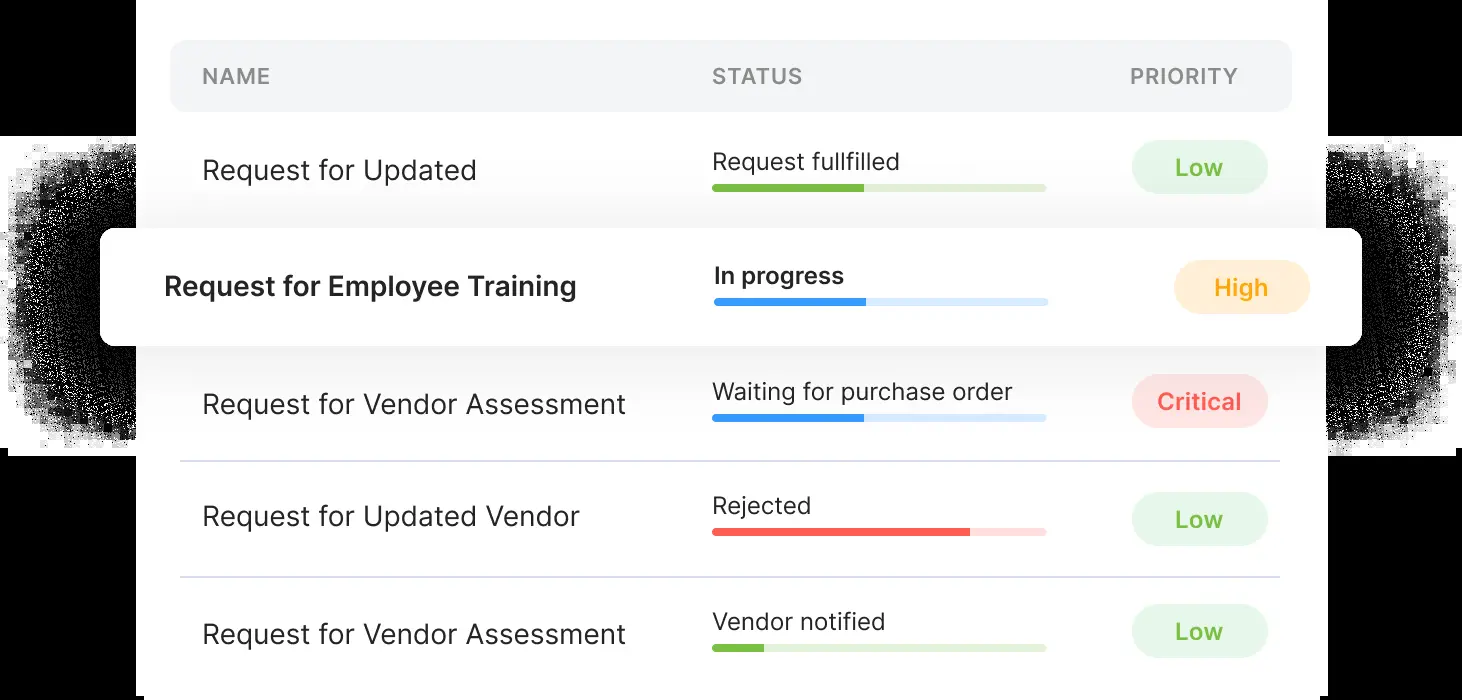 NAME STATUS PRIORITY
Request for Updated Request fullfilled Low
Request for Employee Training In progress High
Request for Vendor Assessment Waiting for purchase order Critical
Request for Updated Vendor Rejected Low
Request for Vendor Assessment Vendor notified Low